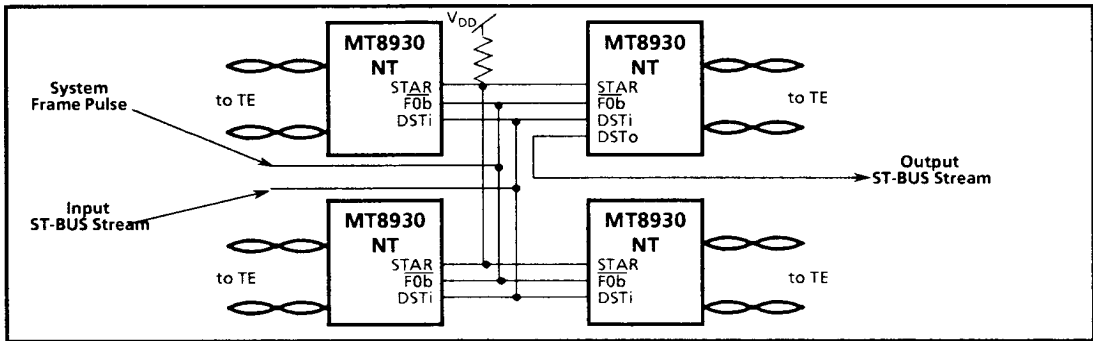 V_DD
MT8930
NT
STAR
F0b
DSTi
to TE
MT8930
NT
STAR
F0b
DSTi
DSTo
to TE
System
Frame Pulse
Input
ST-BUS Stream
Output
ST-BUS Stream
MT8930
NT
STAR
F0b
DSTi
to TE
MT8930
NT
STAR
F0b
DSTi
to TE